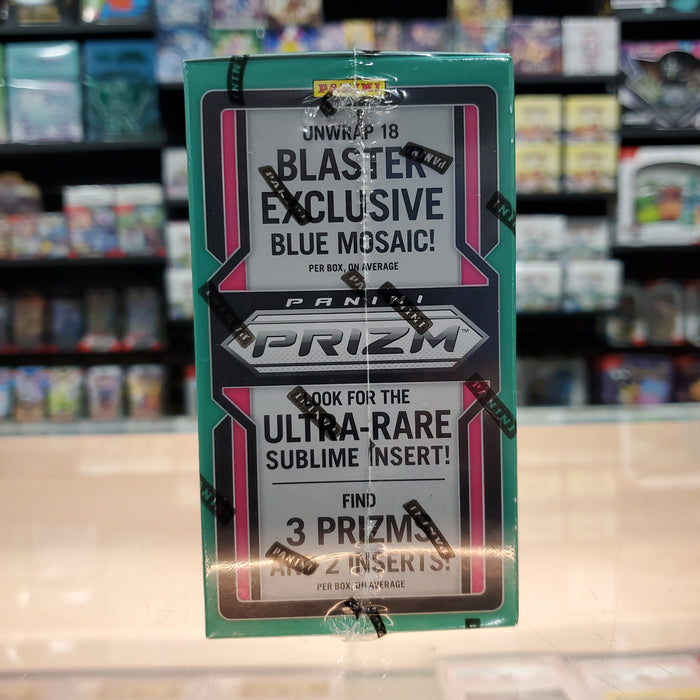 PANINI
UNWRAP 18
BLASTER
EXCLUSIVE
BLUE MOSAIC!
PER BOX, ON AVERAGE
PANINI
PRIZM™
LOOK FOR THE
ULTRA-RARE
SUBLIME INSERT!
FIND
3 PRIZMS
AND 2 INSERTS!
PER BOX, ON AVERAGE